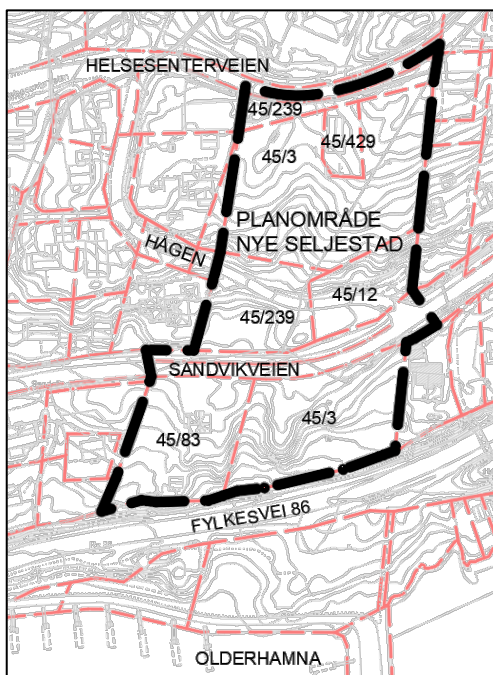 HELSESENTERVEIEN
45/239
45/429
45/3
PLANOMRÅDE
NYE SELJESTAD
HÅGEN
45/12
45/239
SANDVIKVEIEN
45/3
45/83
FYLKESVEI 86
OLDERHAMNA